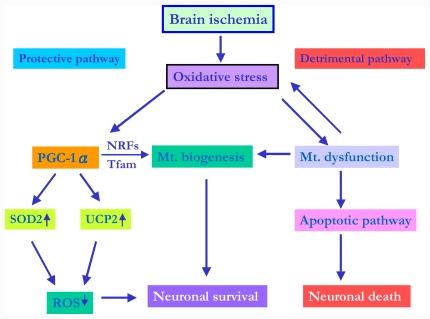 Brain ischemia
Protective pathway
Detrimental pathway
Oxidative stress
NRFs
PGC-1α
Mt. biogenesis
Mt. dysfunction
Tfam
SOD2↑
UCP2↑
Apoptotic pathway
ROS↓
Neuronal survival
Neuronal death